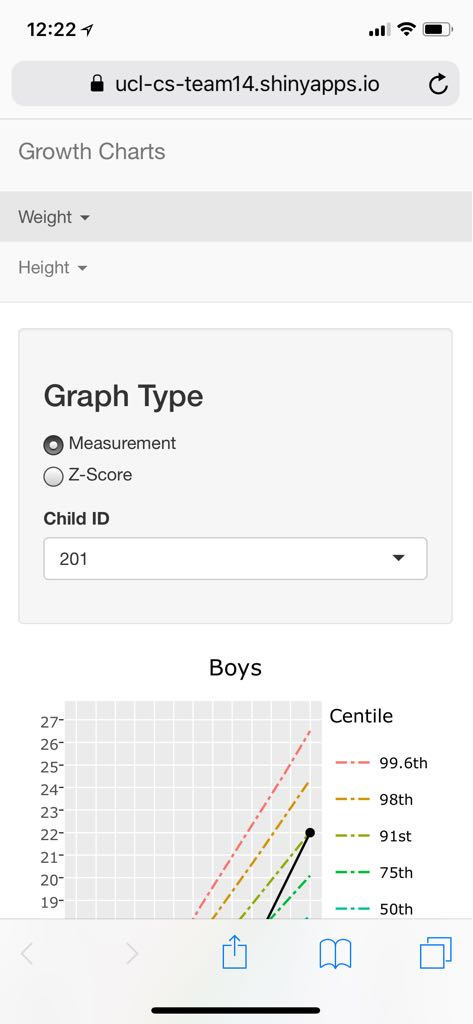 12:22
ucl-cs-team14.shinyapps.io
Growth Charts
Weight
Height
Graph Type
Measurement
Z-Score
Child ID
201
Boys
Centile
27
26
25
24
23
22
21
20
19
99.6th
98th
91st
75th
50th